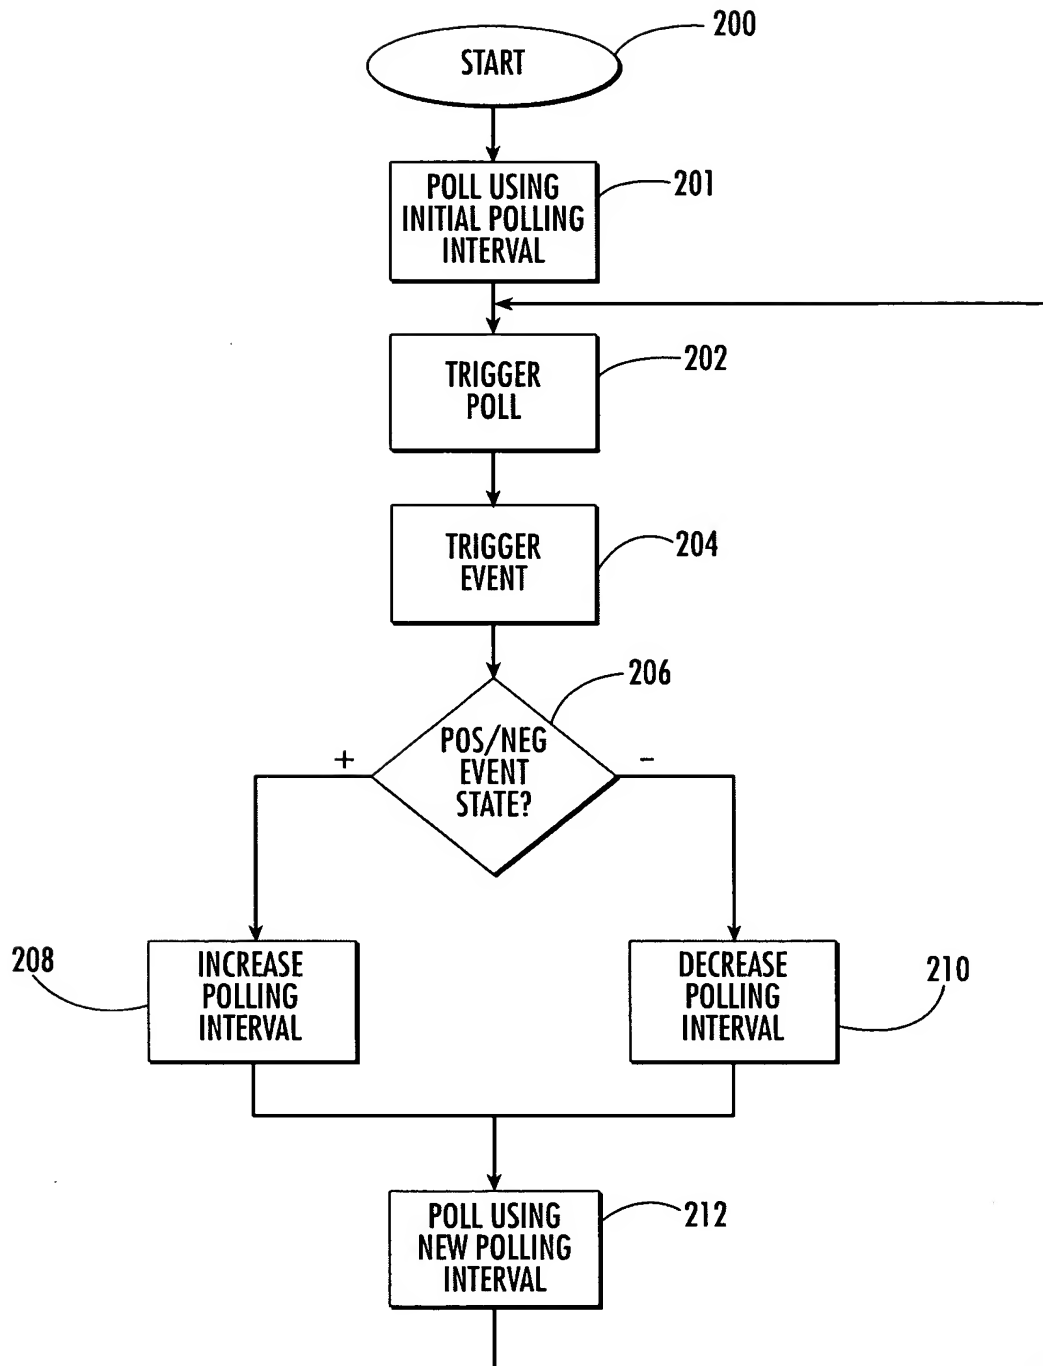 200
START
POLL USING
INITIAL POLLING
INTERVAL
201
TRIGGER
POLL
202
TRIGGER
EVENT
204
206
POS/NEG
EVENT
STATE?
+
-
208
INCREASE
POLLING
INTERVAL
DECREASE
POLLING
INTERVAL
210
POLL USING
NEW POLLING
INTERVAL
212